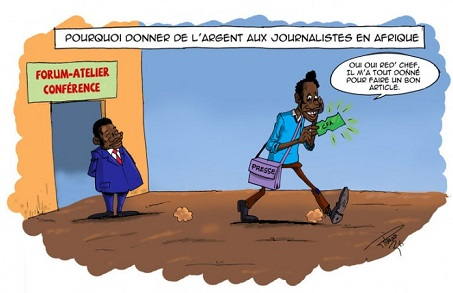 POURQUOI DONNER DE L'ARGENT AUX JOURNALISTES EN AFRIQUE
FORUM-ATELIER
CONFÉRENCE
OUI OUI RED' CHEF,
IL M'A TOUT DONNÉ
POUR FAIRE UN BON
ARTICLE.
CFA
PRESSE